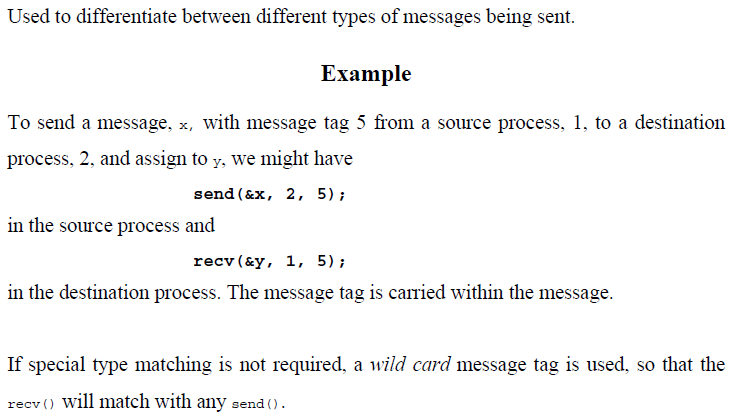 Used to differentiate between different types of messages being sent.
Example
To send a message, x, with message tag 5 from a source process, 1, to a destination
process, 2, and assign to y, we might have
send(&x, 2, 5);
in the source process and
recv(&y, 1, 5);
in the destination process. The message tag is carried within the message.
If special type matching is not required, a wild card message tag is used, so that the
recv() will match with any send().